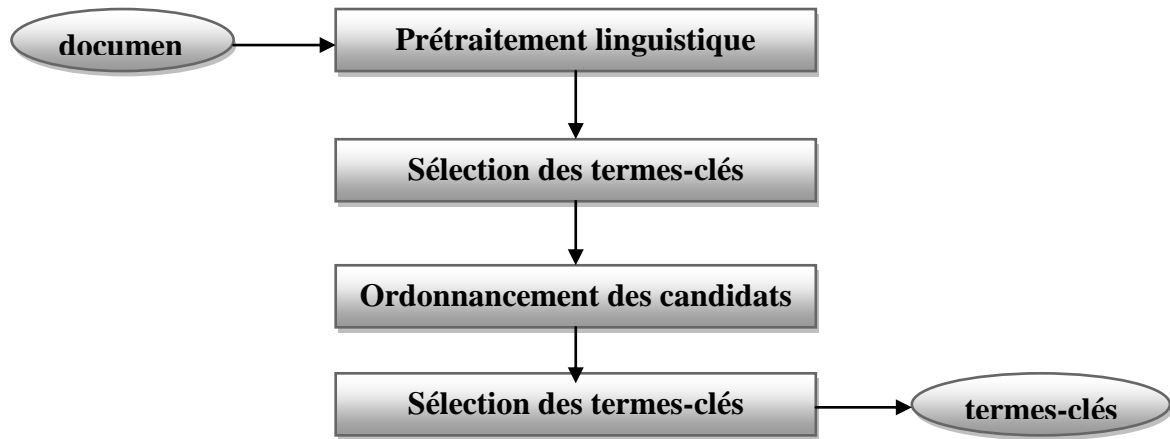 documen
Prétraitement linguistique
Sélection des termes-clés
Ordonnancement des candidats
Sélection des termes-clés
termes-clés